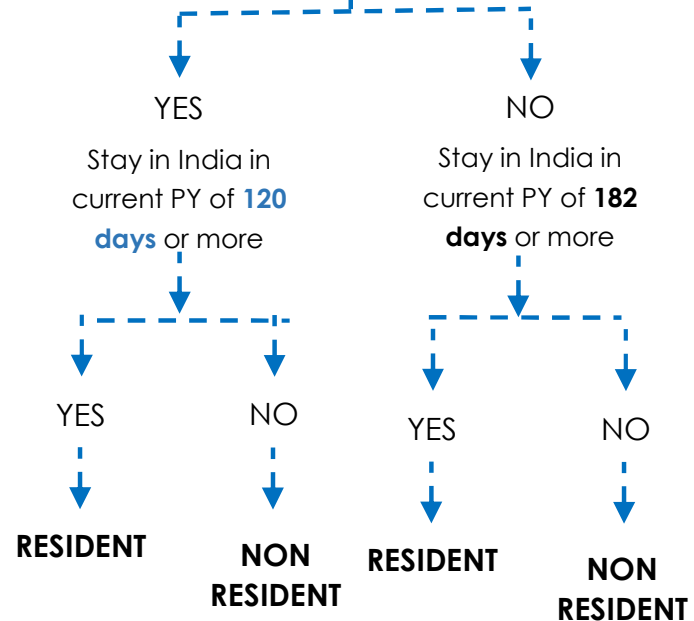 YES
Stay in India in
current PY of 120
days or more
NO
Stay in India in
current PY of 182
days or more
YES
NO
YES
NO
RESIDENT
NON
RESIDENT
RESIDENT
NON
RESIDENT